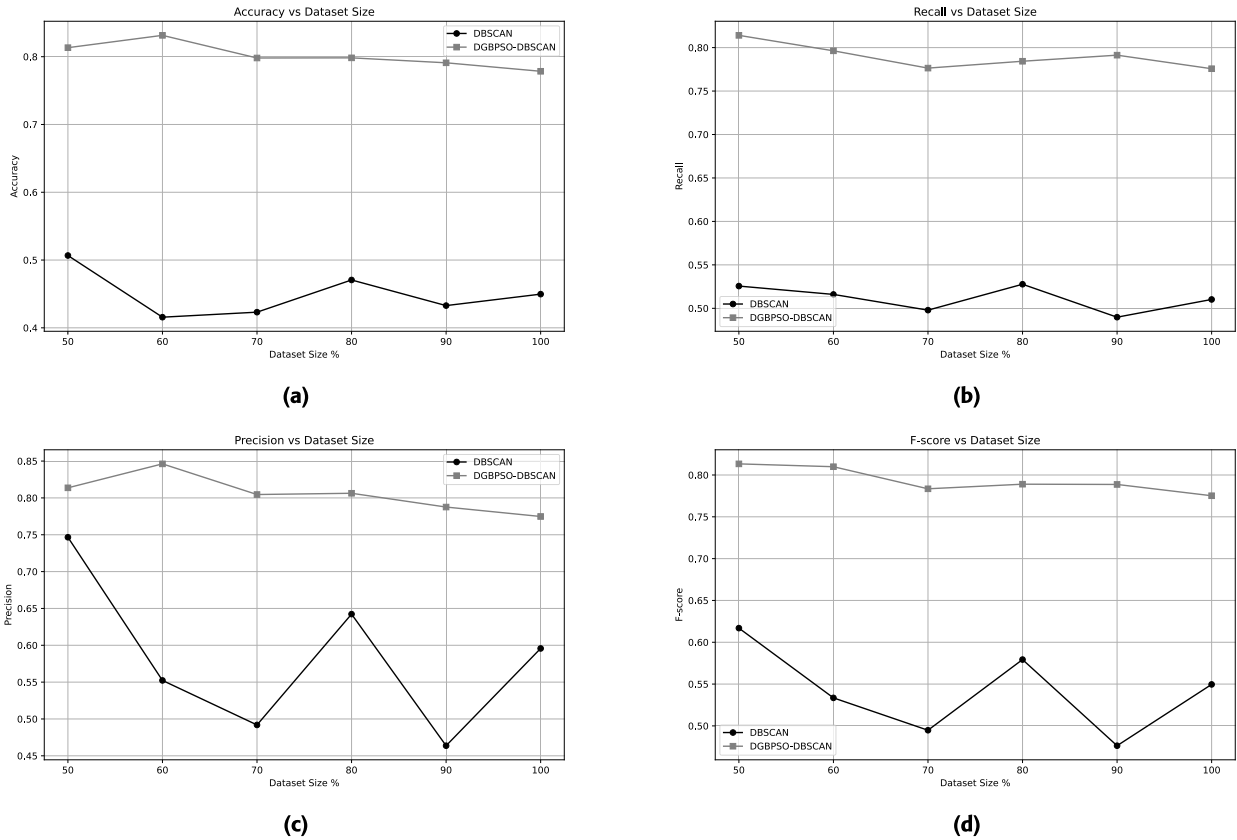 Accuracy vs Dataset Size
0.8
0.7
0.6
0.5
0.4
Accuracy
50 60 70 80 90 100
Dataset Size %
DBSCAN
DGBPSO-DBSCAN
(a)
Recall vs Dataset Size
0.80
0.75
0.70
0.65
0.60
0.55
0.50
Recall
50 60 70 80 90 100
Dataset Size %
DBSCAN
DGBPSO-DBSCAN
(b)
Precision vs Dataset Size
0.85
0.80
0.75
0.70
0.65
0.60
0.55
0.50
0.45
Precision
50 60 70 80 90 100
Dataset Size %
DBSCAN
DGBPSO-DBSCAN
(c)
F-score vs Dataset Size
0.80
0.75
0.70
0.65
0.60
0.55
0.50
F-score
50 60 70 80 90 100
Dataset Size %
DBSCAN
DGBPSO-DBSCAN
(d)